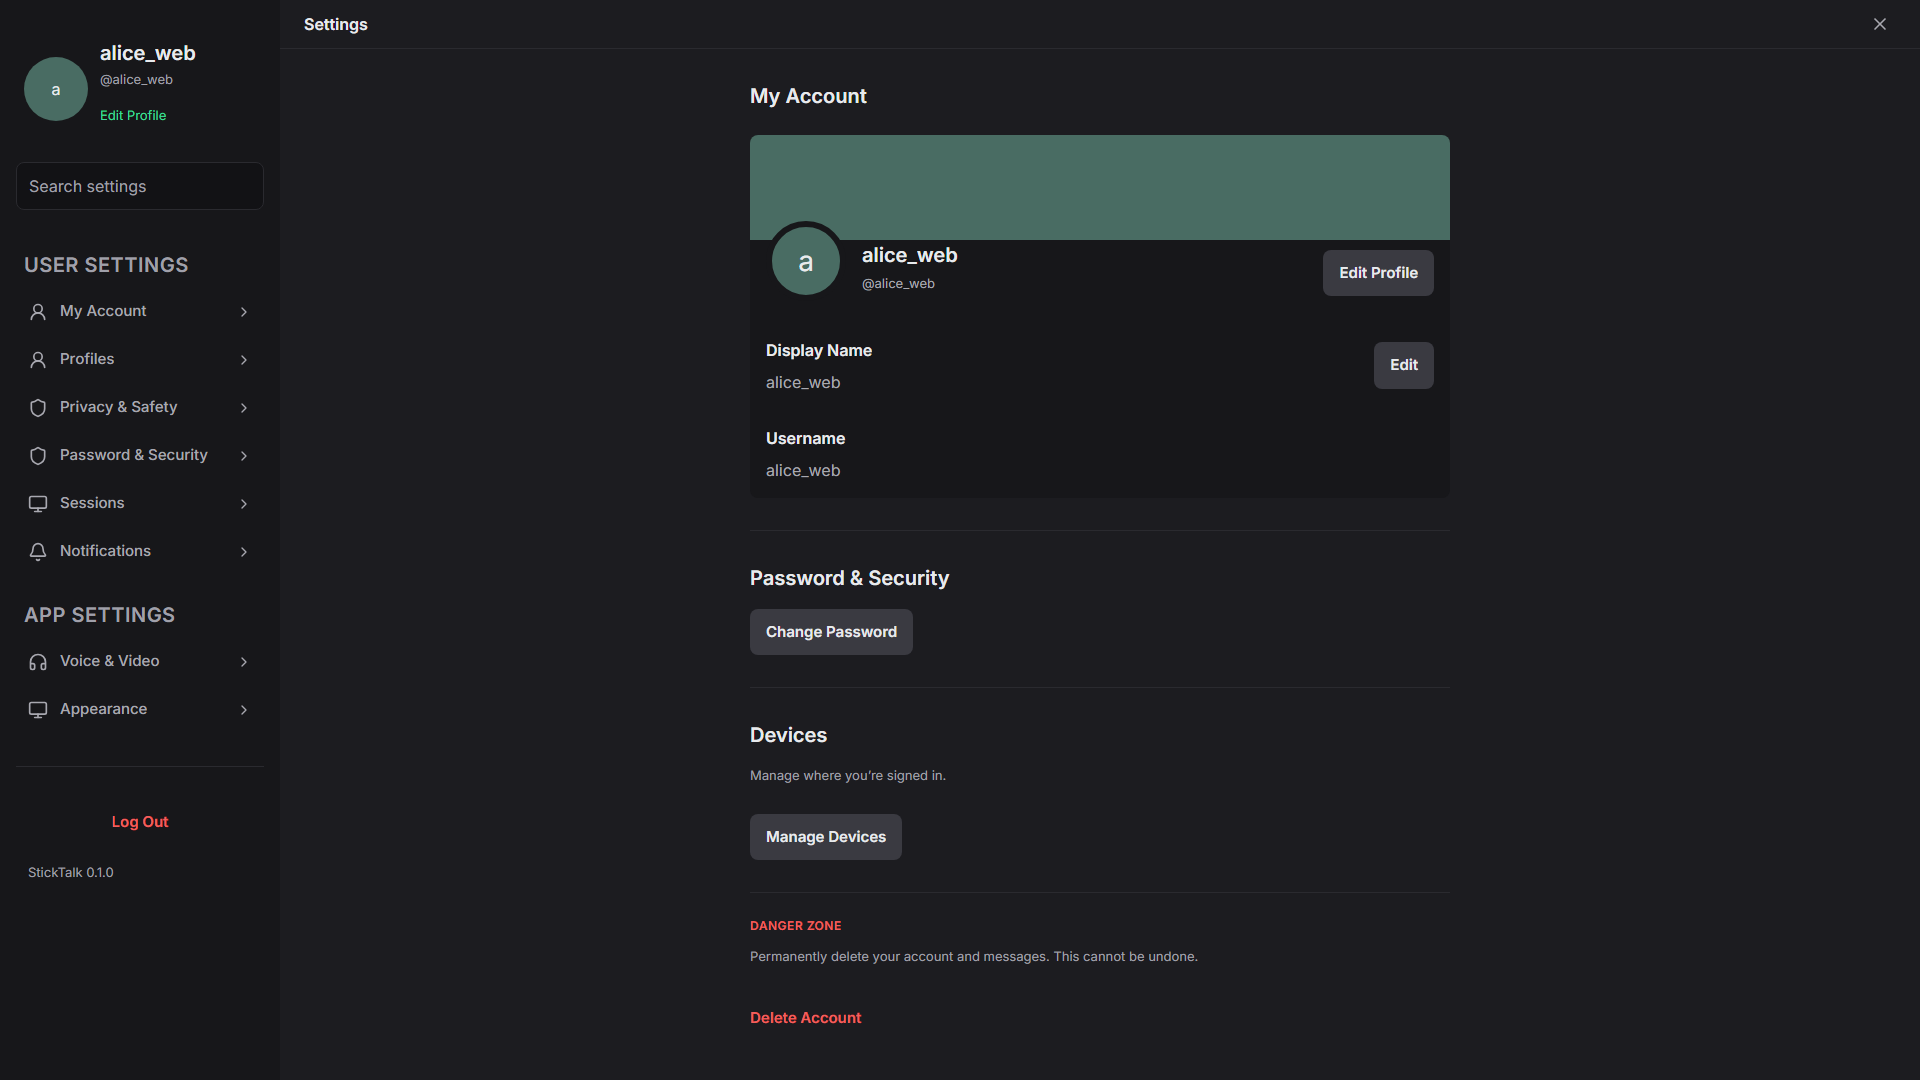 alice_web
a
@alice_web
Edit Profile
Search settings
USER SETTINGS
My Account
Profiles
Privacy & Safety
Password & Security
Sessions
Notifications
APP SETTINGS
Voice & Video
Appearance
Log Out
StickTalk 0.1.0
Settings
My Account
a
alice_web
@alice_web
Edit Profile
Display Name
alice_web
Edit
Username
alice_web
Password & Security
Change Password
Devices
Manage where you’re signed in.
Manage Devices
DANGER ZONE
Permanently delete your account and messages. This cannot be undone.
Delete Account